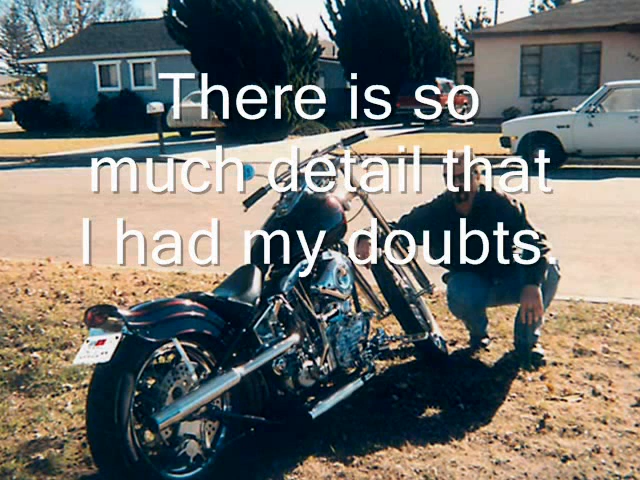 There is so
much detail that
I had my doubts.